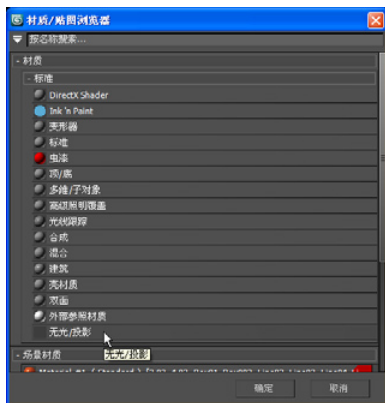 材质/贴图浏览器
按名称搜索...
- 材质
- 标准
DirectX Shader
Ink 'n Paint
变形器
标准
虫漆
顶/底
多维/子对象
高级照明覆盖
光线跟踪
合成
混合
建筑
壳材质
双面
外部参照材质
无光/投影
- 场景材质
无光/投影
确定
取消